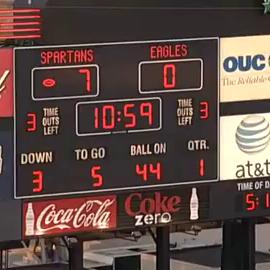 SPARTANS EAGLES
7 0
3 TIME OUTS LEFT 10:59 TIME OUTS LEFT 3
DOWN TO GO BALL ON QTR.
3 5 44 1
OUC
The Reliable
at&t
TIME OF D
5:1
Coca-Cola Coke zero